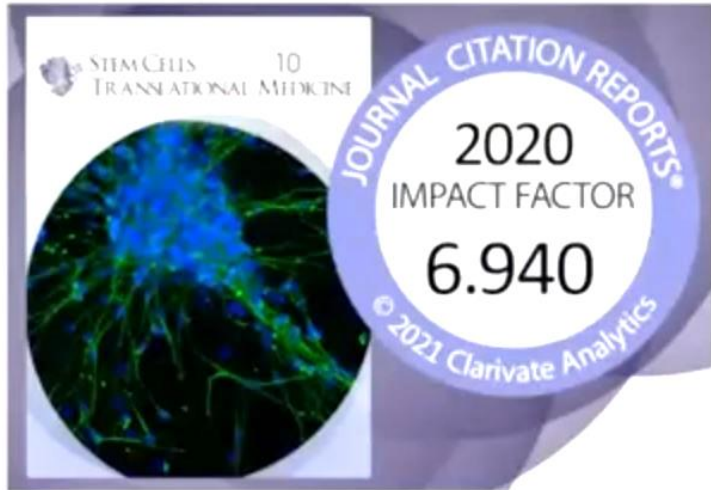 STEM CELLS 10
TRANSLATIONAL MEDICINE
JOURNAL CITATION REPORTS®
2020
IMPACT FACTOR
6.940
© 2021 Clarivate Analytics